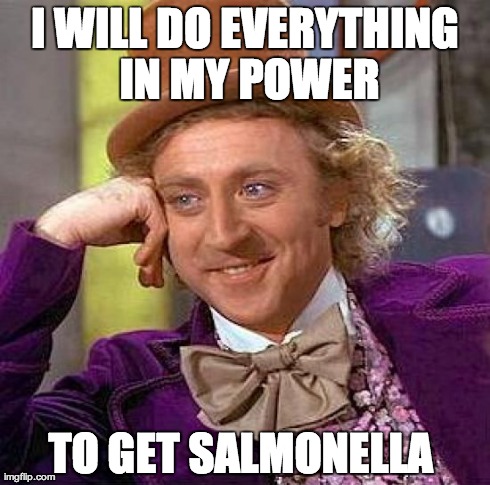 I WILL DO EVERYTHING
IN MY POWER
TO GET SALMONELLA
imgflip.com